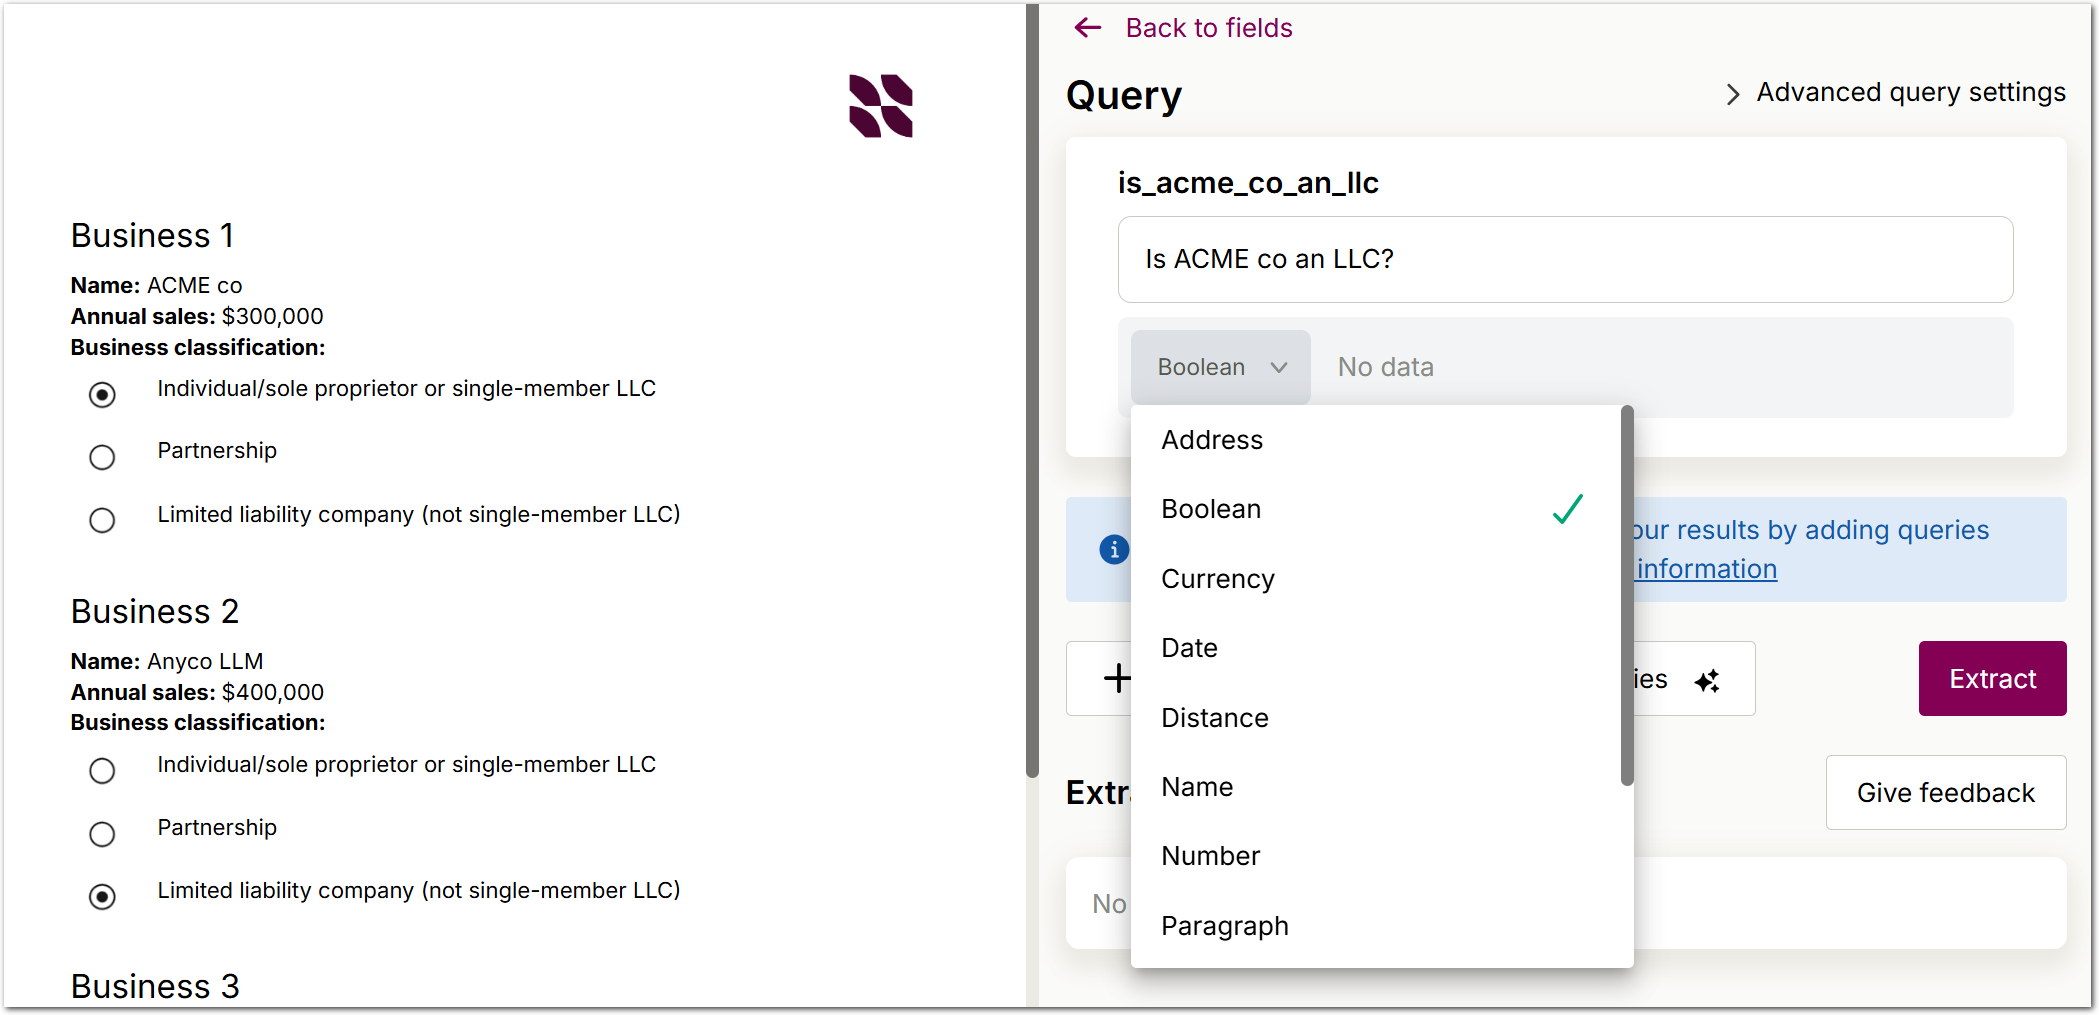 Business 1
Name: ACME co
Annual sales: $300,000
Business classification:
Individual/sole proprietor or single-member LLC
Partnership
Limited liability company (not single-member LLC)
Business 2
Name: Anyco LLM
Annual sales: $400,000
Business classification:
Individual/sole proprietor or single-member LLC
Partnership
Limited liability company (not single-member LLC)
Business 3
Back to fields
Query
Advanced query settings
is_acme_co_an_llc
Is ACME co an LLC?
Boolean No data
Address
Boolean
Currency
Date
Distance
Name
Number
Paragraph
our results by adding queries
information
ies
Extract
Extr
Give feedback
No